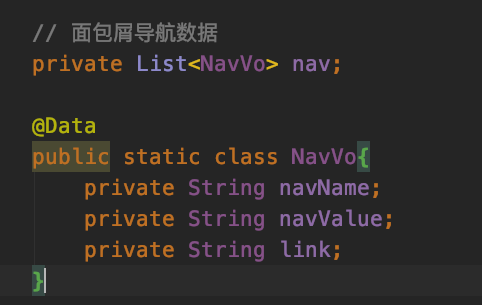 // 面包屑导航数据
private List<NavVo> nav;
@Data
public static class NavVo{
private String navName;
private String navValue;
private String link;
}